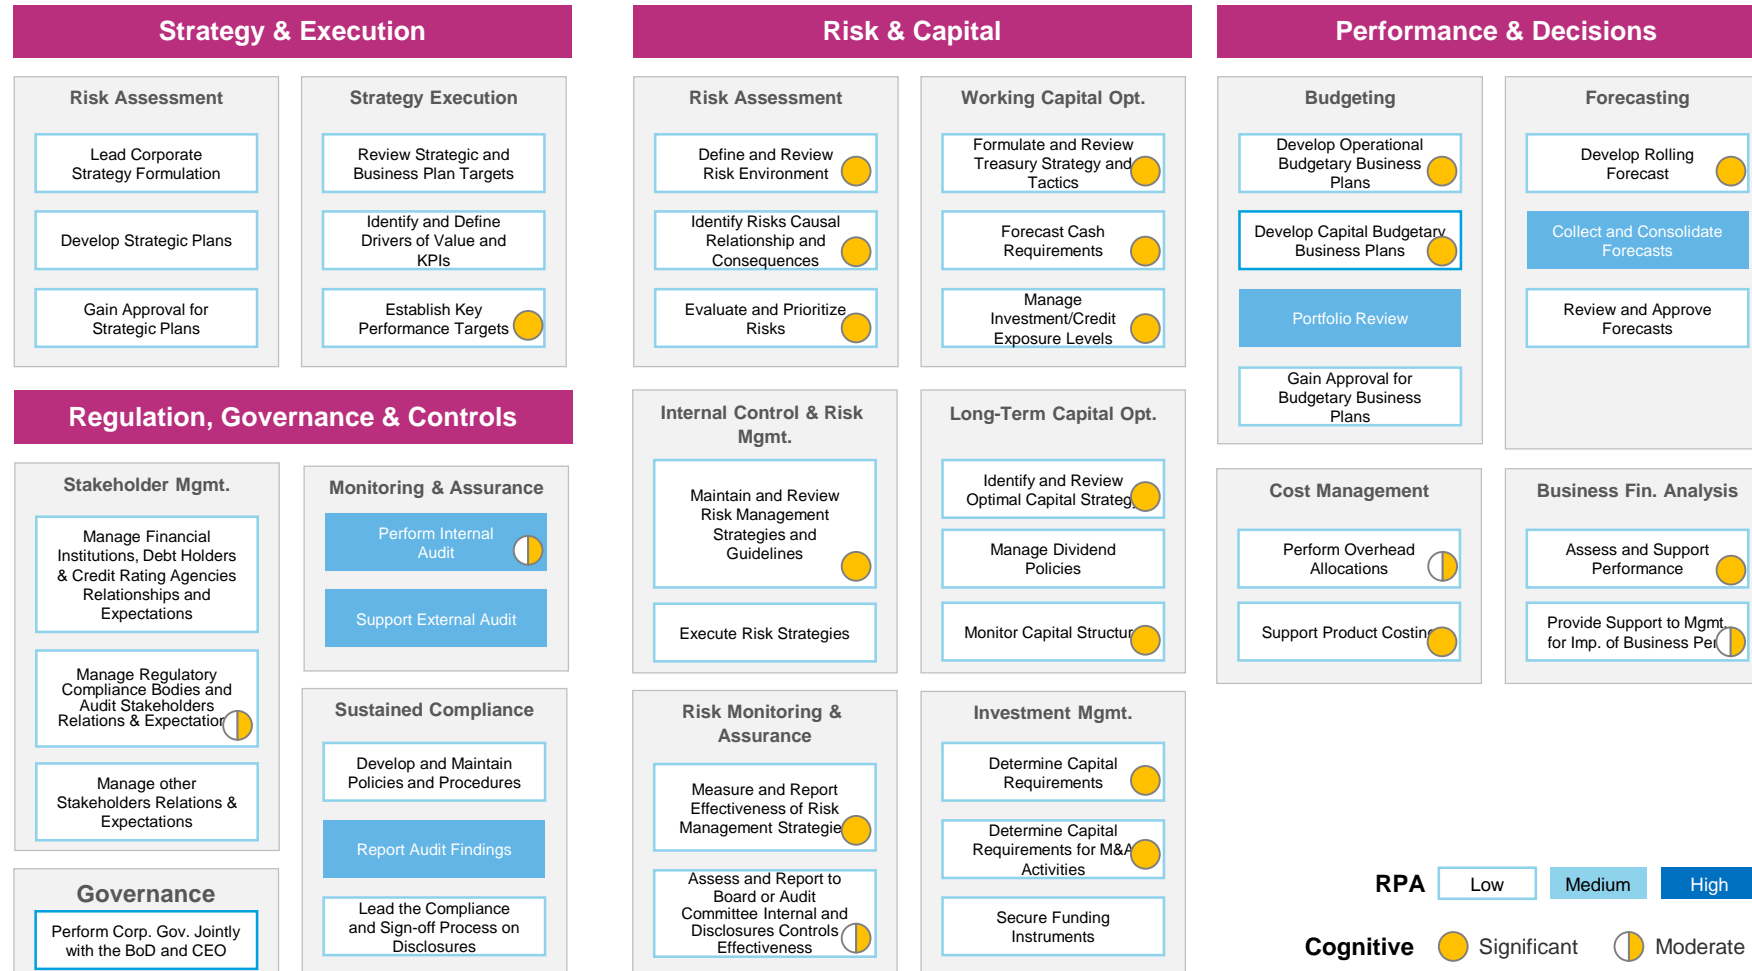 Strategy & Execution
Risk Assessment
Lead Corporate
Strategy Formulation
Develop Strategic Plans
Gain Approval for
Strategic Plans
Strategy Execution
Review Strategic and
Business Plan Targets
Identify and Define
Drivers of Value and
KPIs
Establish Key
Performance Targets
Regulation, Governance & Controls
Stakeholder Mgmt.
Manage Financial
Institutions, Debt Holders
& Credit Rating Agencies
Relationships and
Expectations
Manage Regulatory
Compliance Bodies and
Audit Stakeholders
Relations & Expectation
Manage other
Stakeholders Relations &
Expectations
Governance
Perform Corp. Gov. Jointly
with the BoD and CEO
Monitoring & Assurance
Perform Internal
Audit
Support External Audit
Sustained Compliance
Develop and Maintain
Policies and Procedures
Report Audit Findings
Lead the Compliance
and Sign-off Process on
Disclosures
Risk & Capital
Risk Assessment
Define and Review
Risk Environment
Identify Risks Causal
Relationship and
Consequences
Evaluate and Prioritize
Risks
Working Capital Opt.
Formulate and Review
Treasury Strategy and
Tactics
Forecast Cash
Requirements
Manage
Investment/Credit
Exposure Levels
Internal Control & Risk
Mgmt.
Maintain and Review
Risk Management
Strategies and
Guidelines
Execute Risk Strategies
Long-Term Capital Opt.
Identify and Review
Optimal Capital Strateg
Manage Dividend
Policies
Monitor Capital Structur
Risk Monitoring &
Assurance
Measure and Report
Effectiveness of Risk
Management Strategie
Assess and Report to
Board or Audit
Committee Internal and
Disclosures Controls
Effectiveness
Investment Mgmt.
Determine Capital
Requirements
Determine Capital
Requirements for M&A
Activities
Secure Funding
Instruments
Performance & Decisions
Budgeting
Develop Operational
Budgetary Business
Plans
Develop Capital Budgetary
Business Plans
Portfolio Review
Gain Approval for
Budgetary Business
Plans
Forecasting
Develop Rolling
Forecast
Collect and Consolidate
Forecasts
Review and Approve
Forecasts
Cost Management
Perform Overhead
Allocations
Support Product Costin
Business Fin. Analysis
Assess and Support
Performance
Provide Support to Mgmt.
for Imp. of Business Per
RPA Low Medium High
Cognitive Significant Moderate